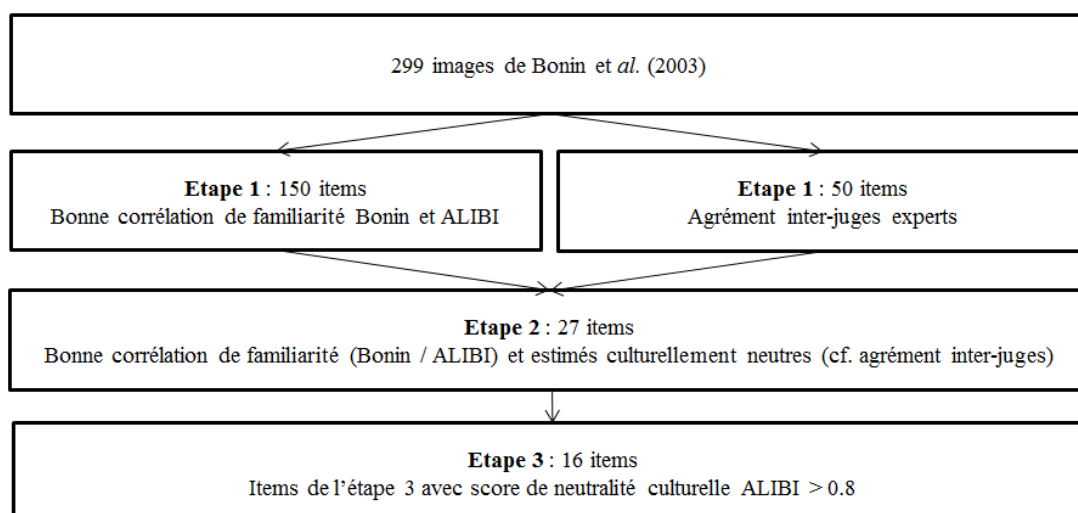 299 images de Bonin et al. (2003)
Etape 1 : 150 items
Bonne corrélation de familiarité Bonin et ALIBI
Etape 1 : 50 items
Agrément inter-juges experts
Etape 2 : 27 items
Bonne corrélation de familiarité (Bonin / ALIBI) et estimés culturellement neutres (cf. agrément inter-juges)
Etape 3 : 16 items
Items de l'étape 3 avec score de neutralité culturelle ALIBI > 0.8